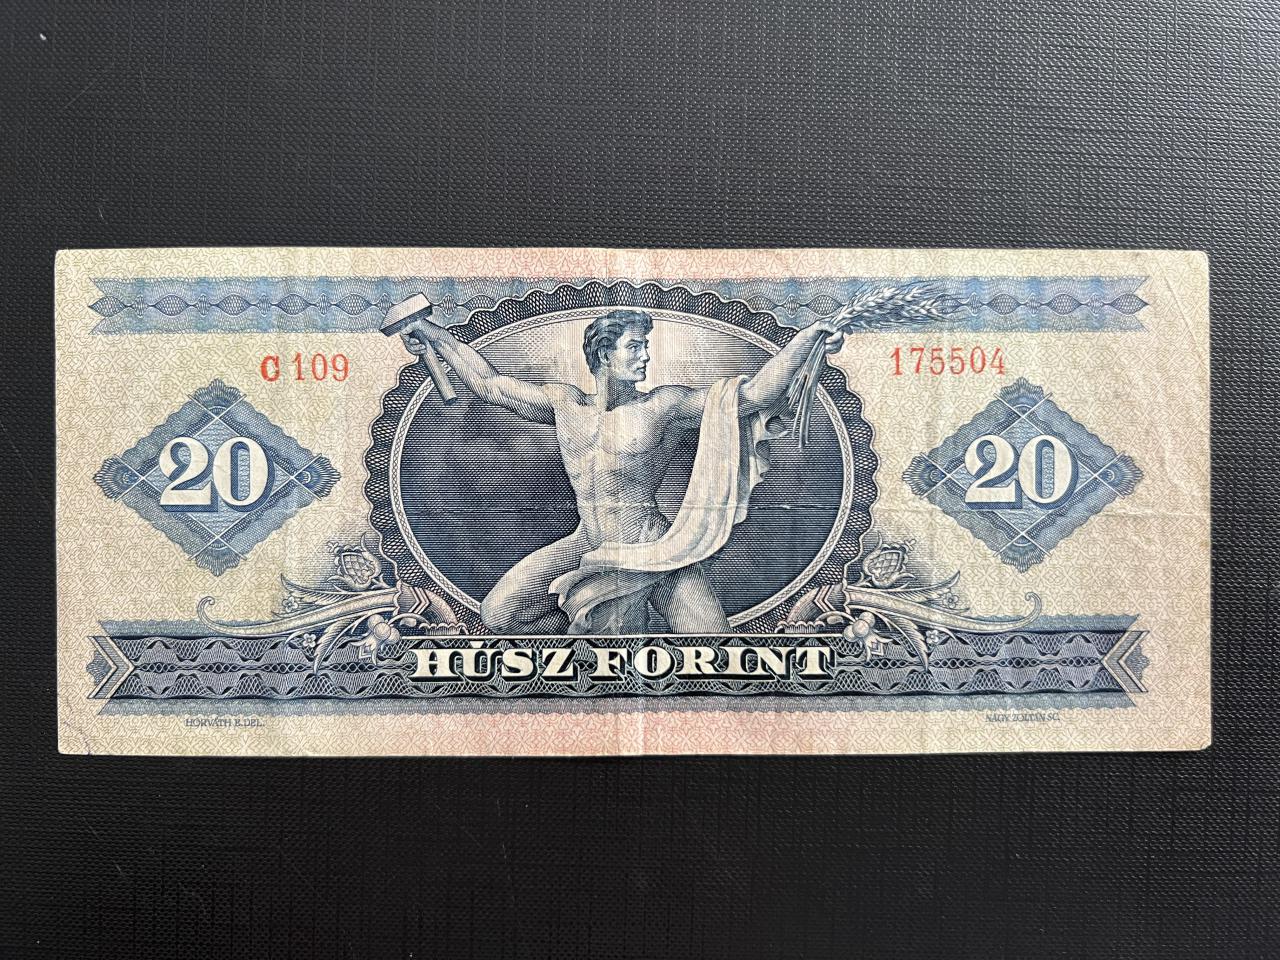 C 109 175504
20 20
HÚSZ FORINT
HORVÁTH E. DEL. NAGY ZOLTÁN SC.